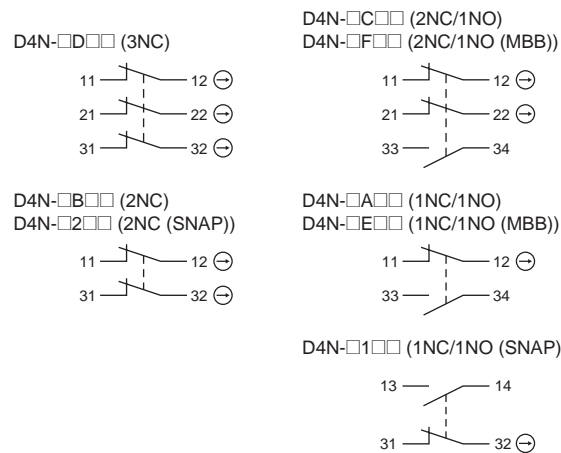 D4N-□D□□ (3NC)
11 12
21 22
31 32
D4N-□C□□ (2NC/1NO)
D4N-□F□□ (2NC/1NO (MBB))
11 12
21 22
33 34
D4N-□B□□ (2NC)
D4N-□2□□ (2NC (SNAP))
11 12
31 32
D4N-□A□□ (1NC/1NO)
D4N-□E□□ (1NC/1NO (MBB))
11 12
33 34
D4N-□1□□ (1NC/1NO (SNAP)
13 14
31 32